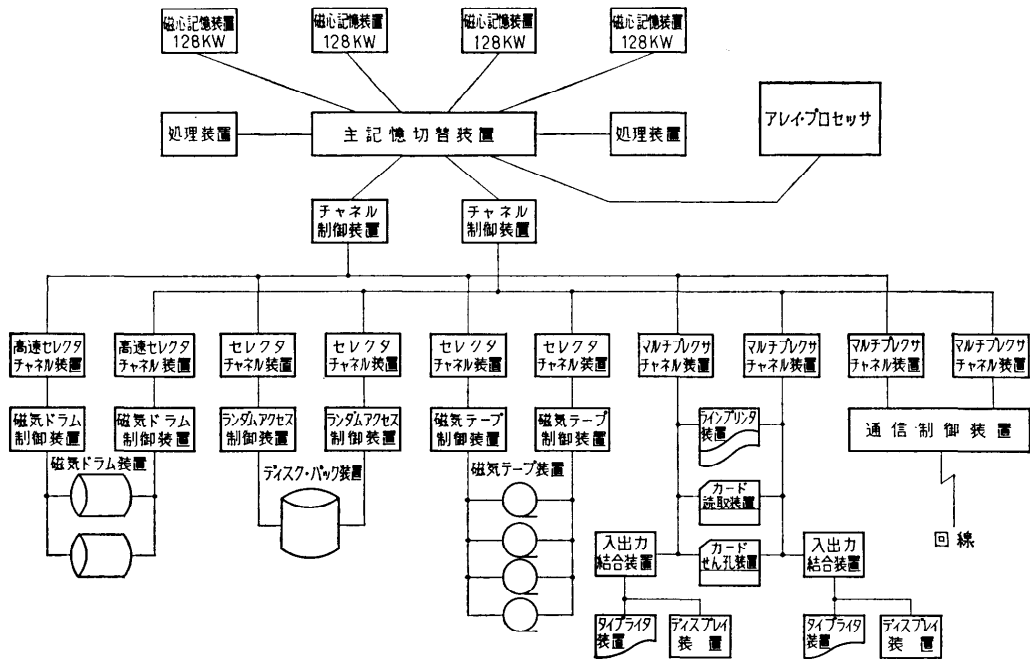 磁心記憶装置
128KW
磁心記憶装置
128KW
磁心記憶装置
128KW
磁心記憶装置
128KW
処理装置
主記憶切替装置
処理装置
アレイ・プロセッサ
チャネル
制御装置
チャネル
制御装置
高速セレクタ
チャネル装置
高速セレクタ
チャネル装置
セレクタ
チャネル装置
セレクタ
チャネル装置
セレクタ
チャネル装置
セレクタ
チャネル装置
マルチプレクサ
チャネル装置
マルチプレクサ
チャネル装置
マルチプレクサ
チャネル装置
マルチプレクサ
チャネル装置
磁気ドラム
制御装置
磁気ドラム
制御装置
ランダムアクセス
制御装置
ランダムアクセス
制御装置
磁気テープ
制御装置
磁気テープ
制御装置
ラインプリンタ
装置
通信制御装置
磁気ドラム装置
ディスク・パック装置
磁気テープ装置
カード
読取装置
回線
入出力
結合装置
カード
せん孔装置
入出力
結合装置
タイプライタ
装置
ディスプレイ
装置
タイプライタ
装置
ディスプレイ
装置